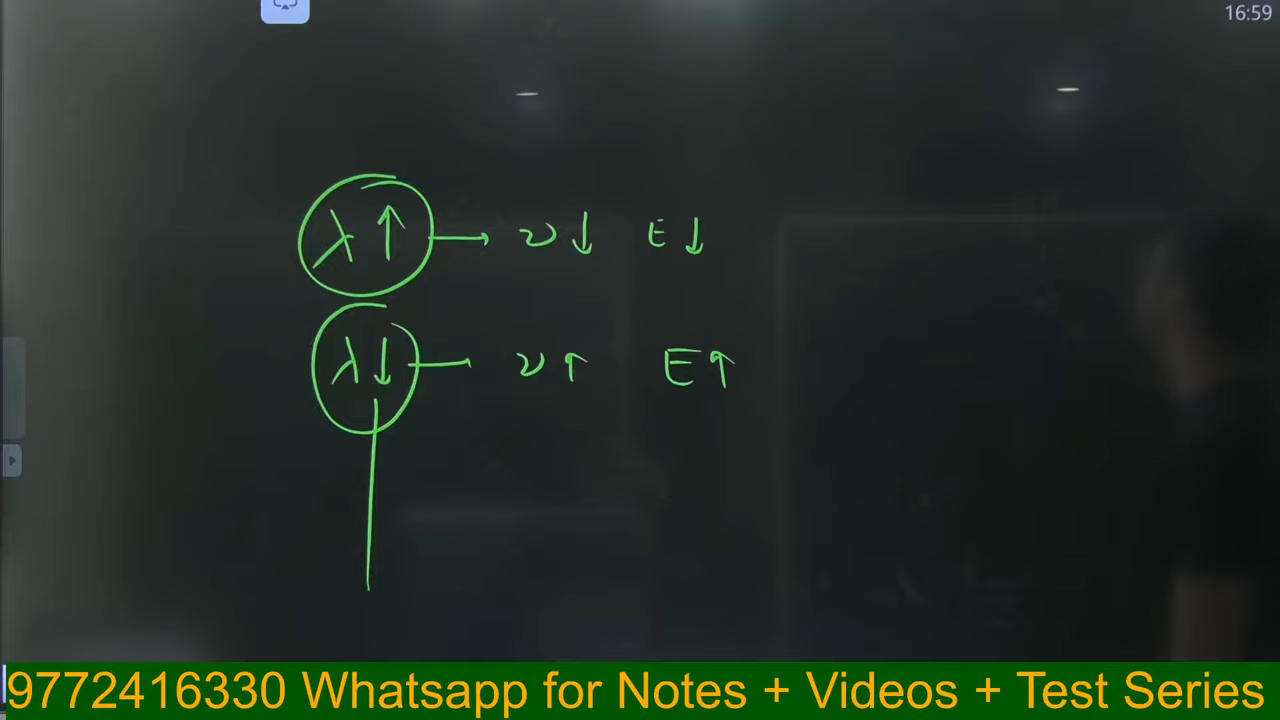 16:59
λ ↑ → ν ↓ E ↓
λ ↓ → ν ↑ E ↑
9772416330 Whatsapp for Notes + Videos + Test Series